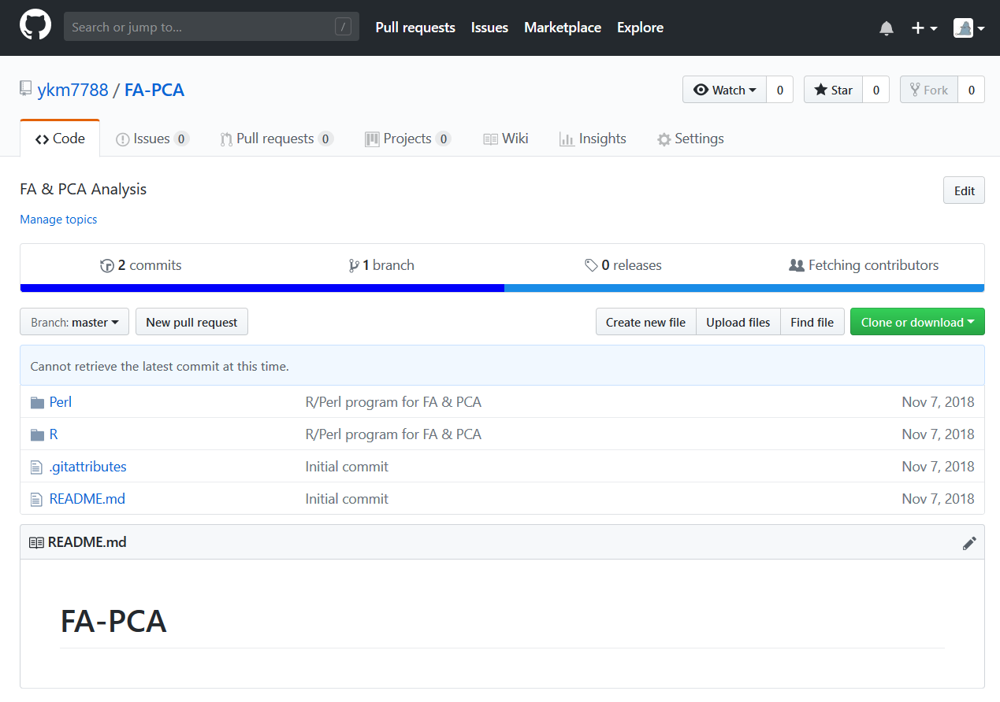 Search or jump to... /
Pull requests Issues Marketplace Explore
ykm7788 / FA-PCA
Watch 0 Star 0 Fork 0
Code Issues 0 Pull requests 0 Projects 0 Wiki Insights Settings
FA & PCA Analysis Edit
Manage topics
2 commits 1 branch 0 releases Fetching contributors
Branch: master New pull request Create new file Upload files Find file Clone or download
Cannot retrieve the latest commit at this time.
Perl R/Perl program for FA & PCA Nov 7, 2018
R R/Perl program for FA & PCA Nov 7, 2018
.gitattributes Initial commit Nov 7, 2018
README.md Initial commit Nov 7, 2018
README.md
FA-PCA